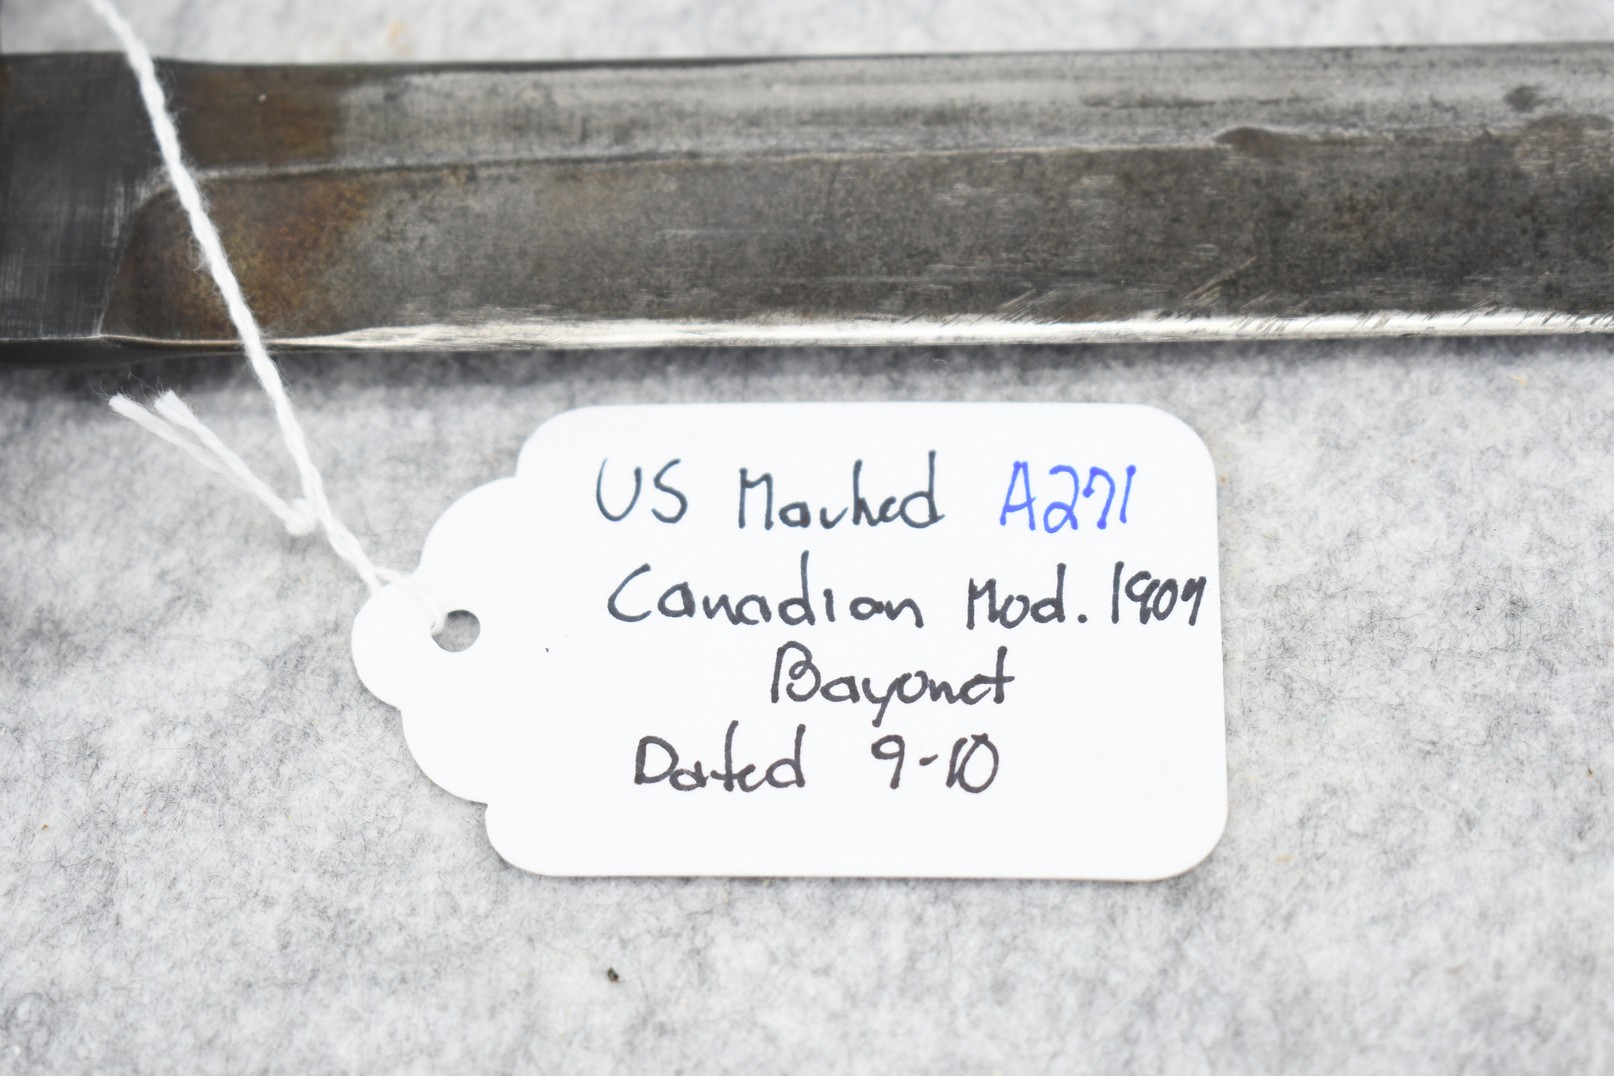 US Marked A271
Canadian Mod. 1907
Bayonet
Dated 9-10